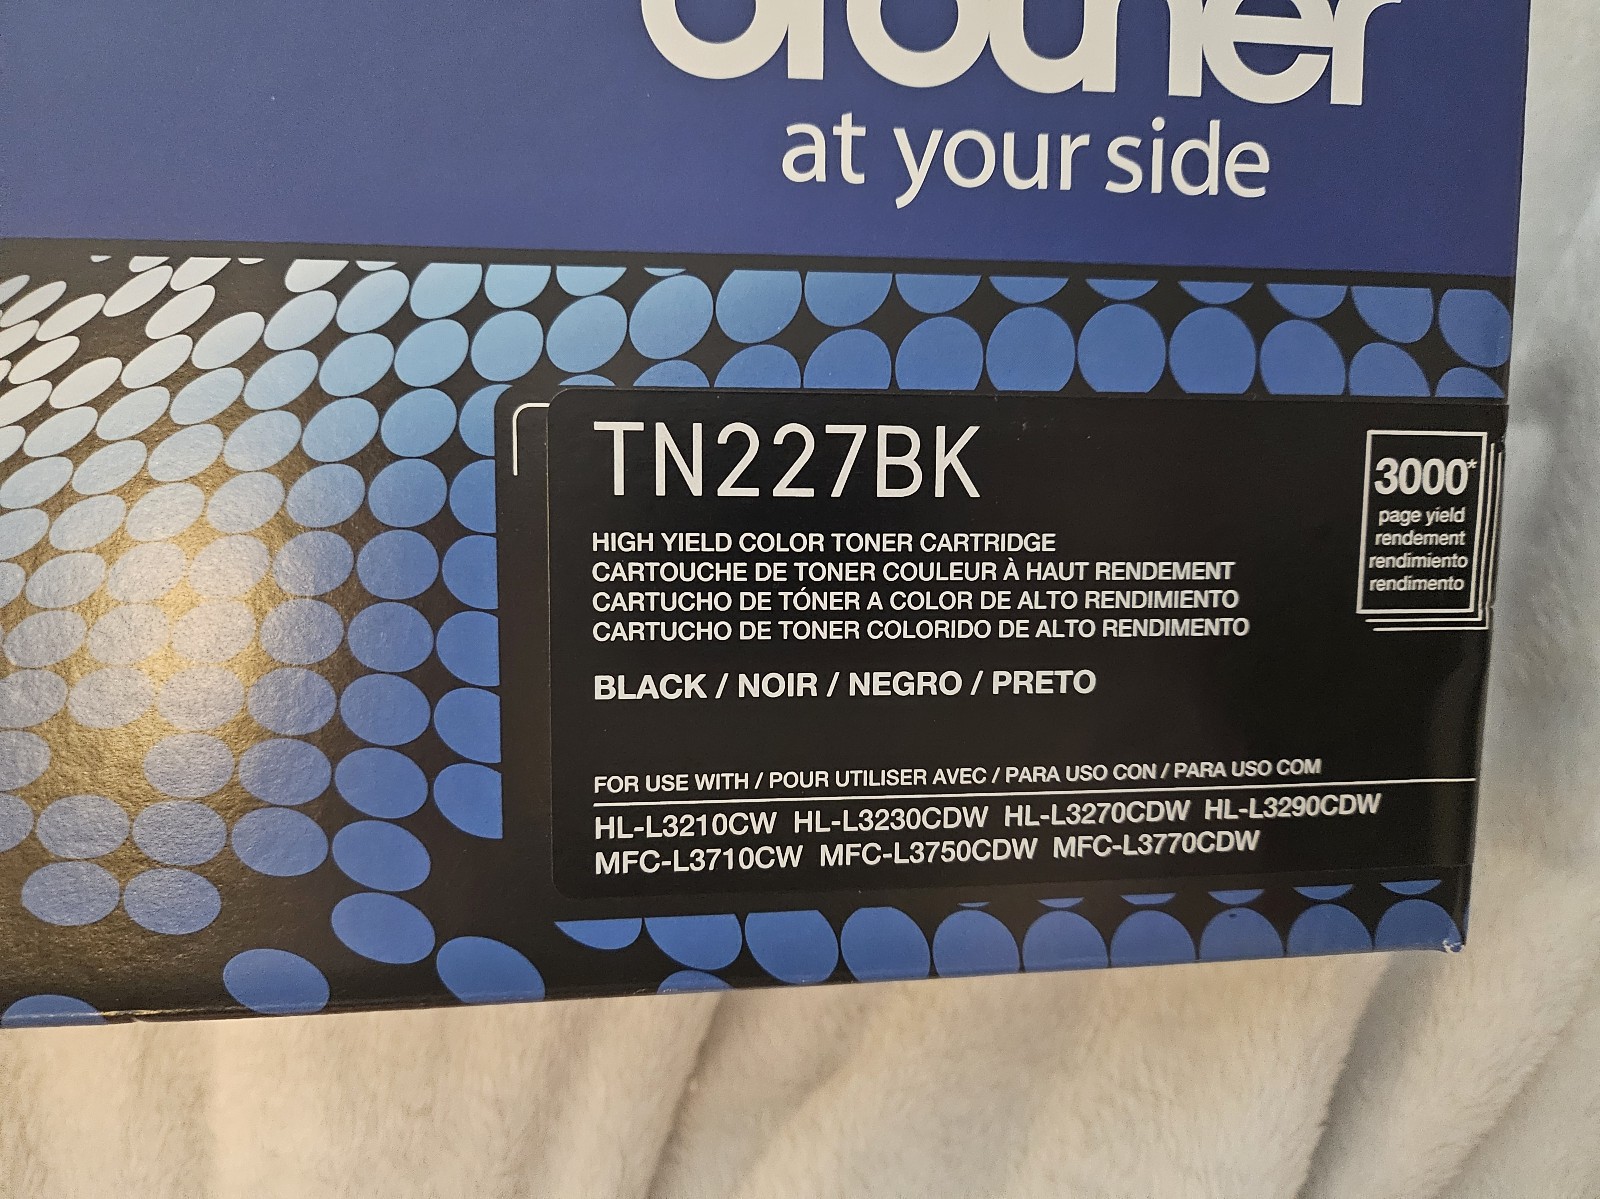 brother
at your side
TN227BK
3000*
page yield
rendement
rendimiento
rendimento
HIGH YIELD COLOR TONER CARTRIDGE
CARTOUCHE DE TONER COULEUR À HAUT RENDEMENT
CARTUCHO DE TÓNER A COLOR DE ALTO RENDIMIENTO
CARTUCHO DE TONER COLORIDO DE ALTO RENDIMENTO
BLACK / NOIR / NEGRO / PRETO
FOR USE WITH / POUR UTILISER AVEC / PARA USO CON / PARA USO COM
HL-L3210CW HL-L3230CDW HL-L3270CDW HL-L3290CDW
MFC-L3710CW MFC-L3750CDW MFC-L3770CDW